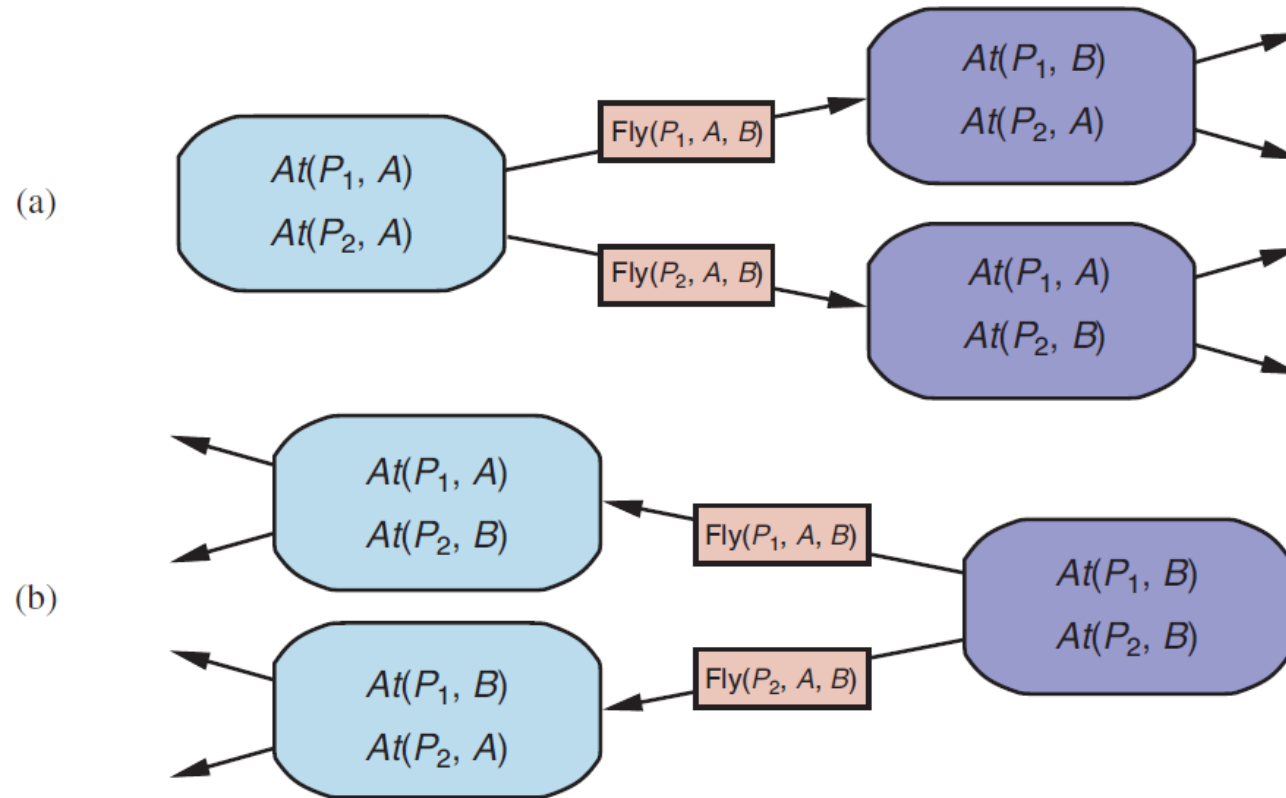 (a)
At(P₁, A)
At(P₂, A)
Fly(P₁, A, B)
Fly(P₂, A, B)
At(P₁, B)
At(P₂, A)
At(P₁, A)
At(P₂, B)
(b)
At(P₁, A)
At(P₂, B)
At(P₁, B)
At(P₂, A)
Fly(P₁, A, B)
Fly(P₂, A, B)
At(P₁, B)
At(P₂, B)